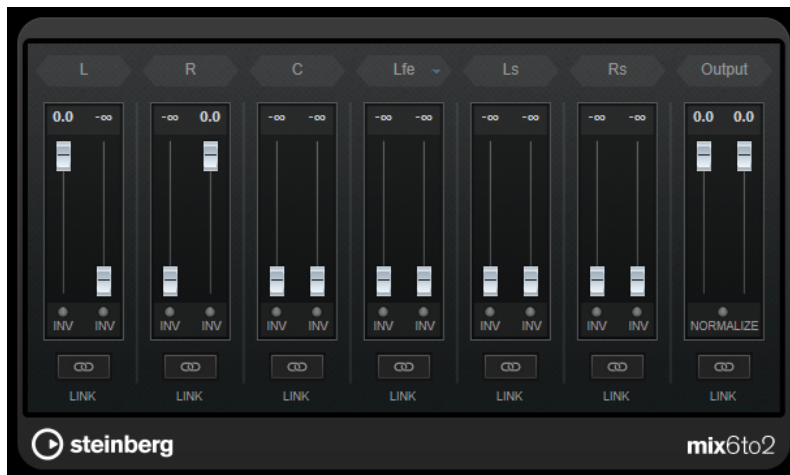 L R C Lfe Ls Rs Output
0.0 -∞ -∞ 0.0 -∞ -∞ -∞ -∞ -∞ -∞ -∞ -∞ 0.0 0.0
INV INV INV INV INV INV INV INV INV INV INV INV NORMALIZE
LINK LINK LINK LINK LINK LINK LINK
steinberg mix6to2